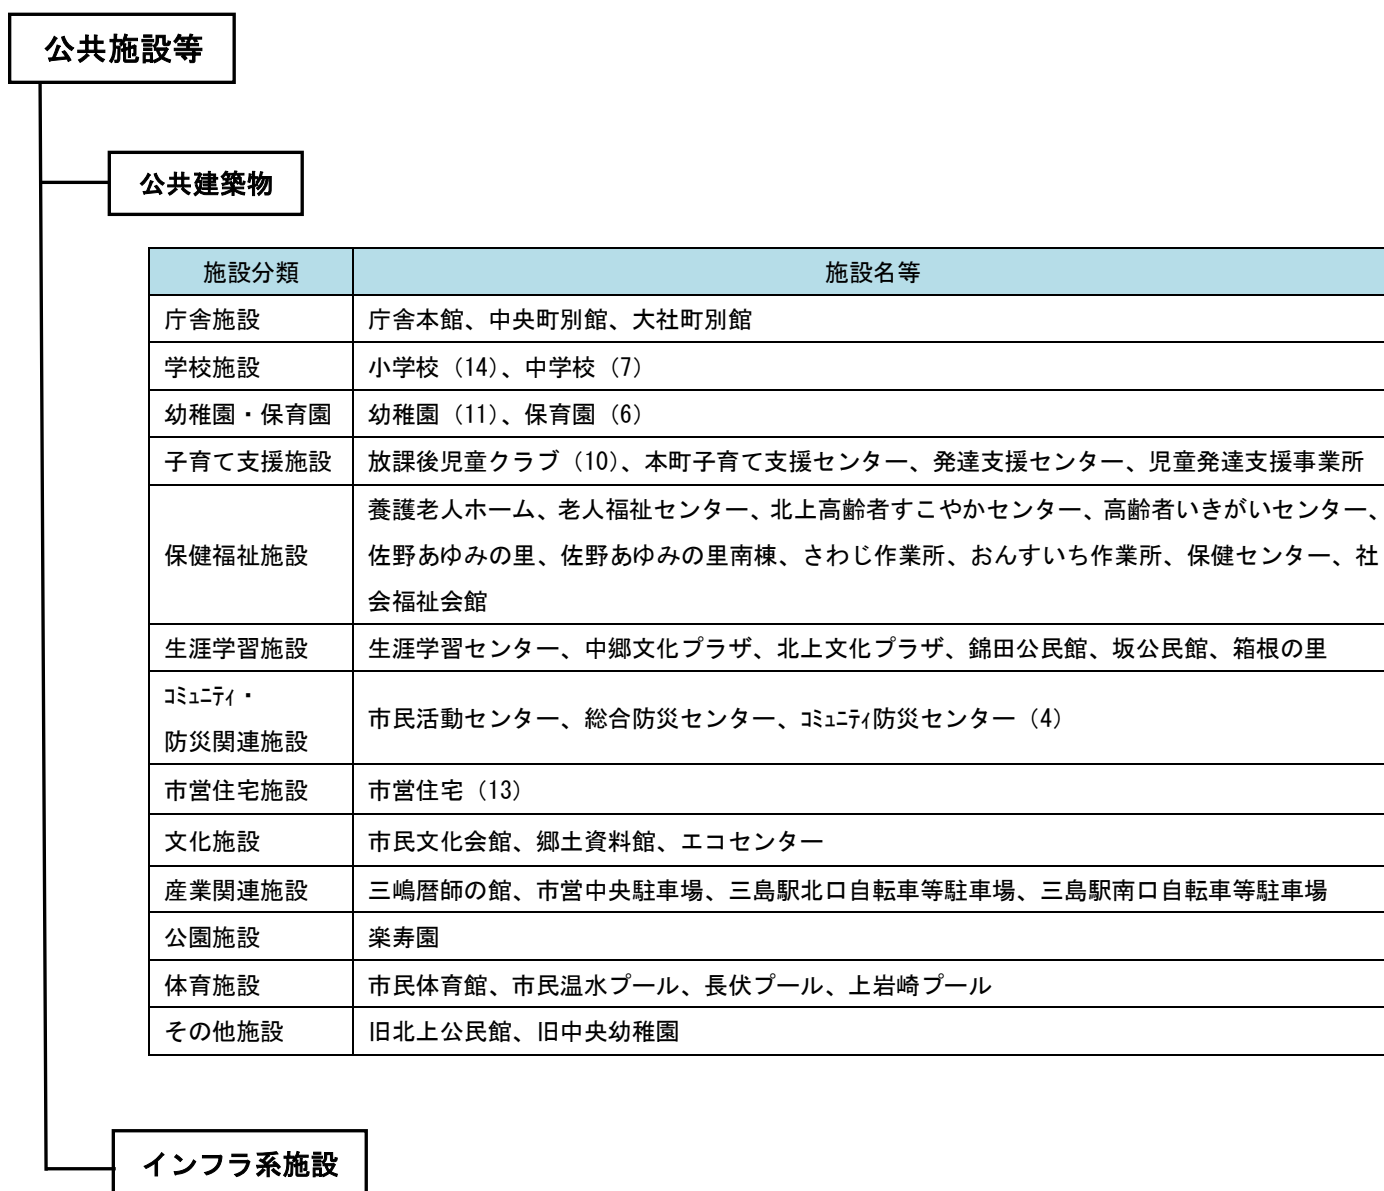 公共施設等
公共建築物
施設分類 施設名等
庁舎施設 庁舎本館、中央町別館、大社町別館
学校施設 小学校（14）、中学校（7）
幼稚園・保育園 幼稚園（11）、保育園（6）
子育て支援施設 放課後児童クラブ（10）、本町子育て支援センター、発達支援センター、児童発達支援事業所
保健福祉施設 養護老人ホーム、老人福祉センター、北上高齢者すこやかセンター、高齢者いきがいセンター、
佐野あゆみの里、佐野あゆみの里南棟、さわじ作業所、おんすいち作業所、保健センター、社
会福祉会館
生涯学習施設 生涯学習センター、中郷文化プラザ、北上文化プラザ、錦田公民館、坂公民館、箱根の里
ｺﾐｭﾆﾃｨ・
防災関連施設 市民活動センター、総合防災センター、ｺﾐｭﾆﾃｨ防災センター（4）
市営住宅施設 市営住宅（13）
文化施設 市民文化会館、郷土資料館、エコセンター
産業関連施設 三嶋暦師の館、市営中央駐車場、三島駅北口自転車等駐車場、三島駅南口自転車等駐車場
公園施設 楽寿園
体育施設 市民体育館、市民温水プール、長伏プール、上岩崎プール
その他施設 旧北上公民館、旧中央幼稚園
インフラ系施設